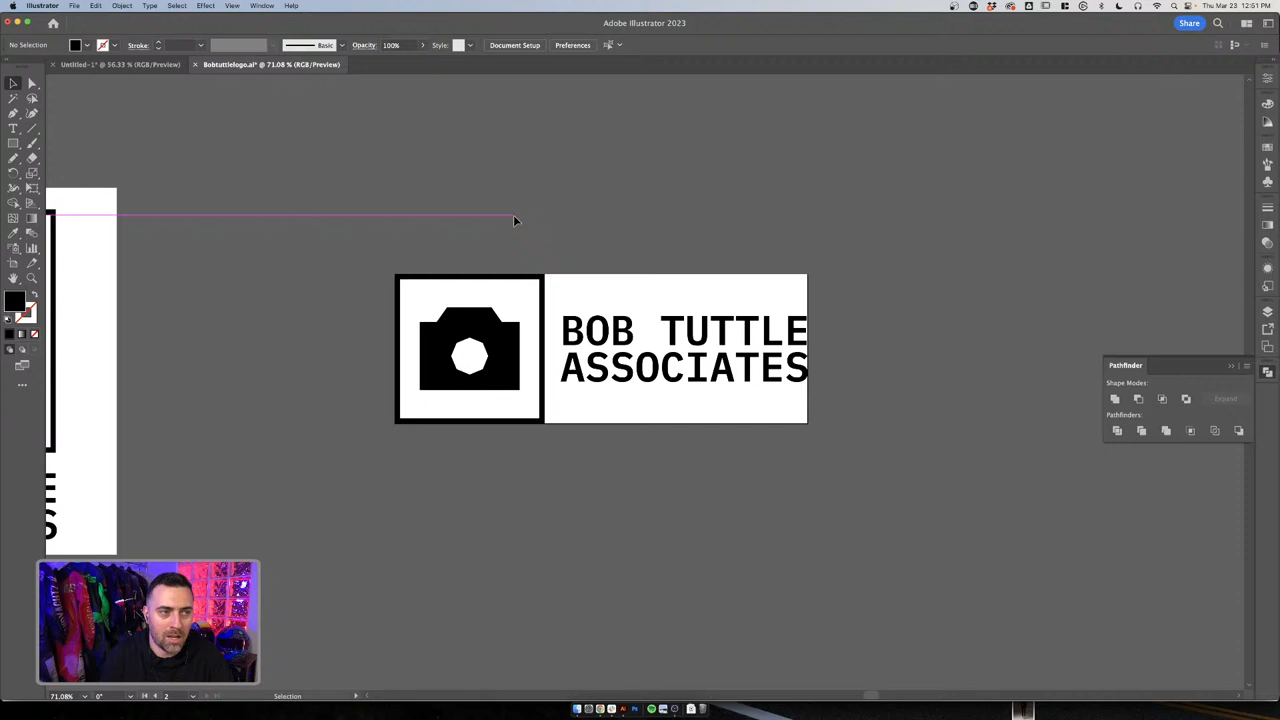 Illustrator File Edit Object Type Select Effect View Window Help
Thu Mar 23 12:51 PM
Adobe Illustrator 2023
Share
No Selection Stroke: Basic Opacity: 100% Style: Document Setup Preferences
Untitled-1* @ 56.33 % (RGB/Preview) Bobtuttlelogo.ai* @ 71.08 % (RGB/Preview)
BOB TUTTLE
ASSOCIATES
E
S
Pathfinder
Shape Modes:
Expand
Pathfinders:
71.08% 0° 2 Selection